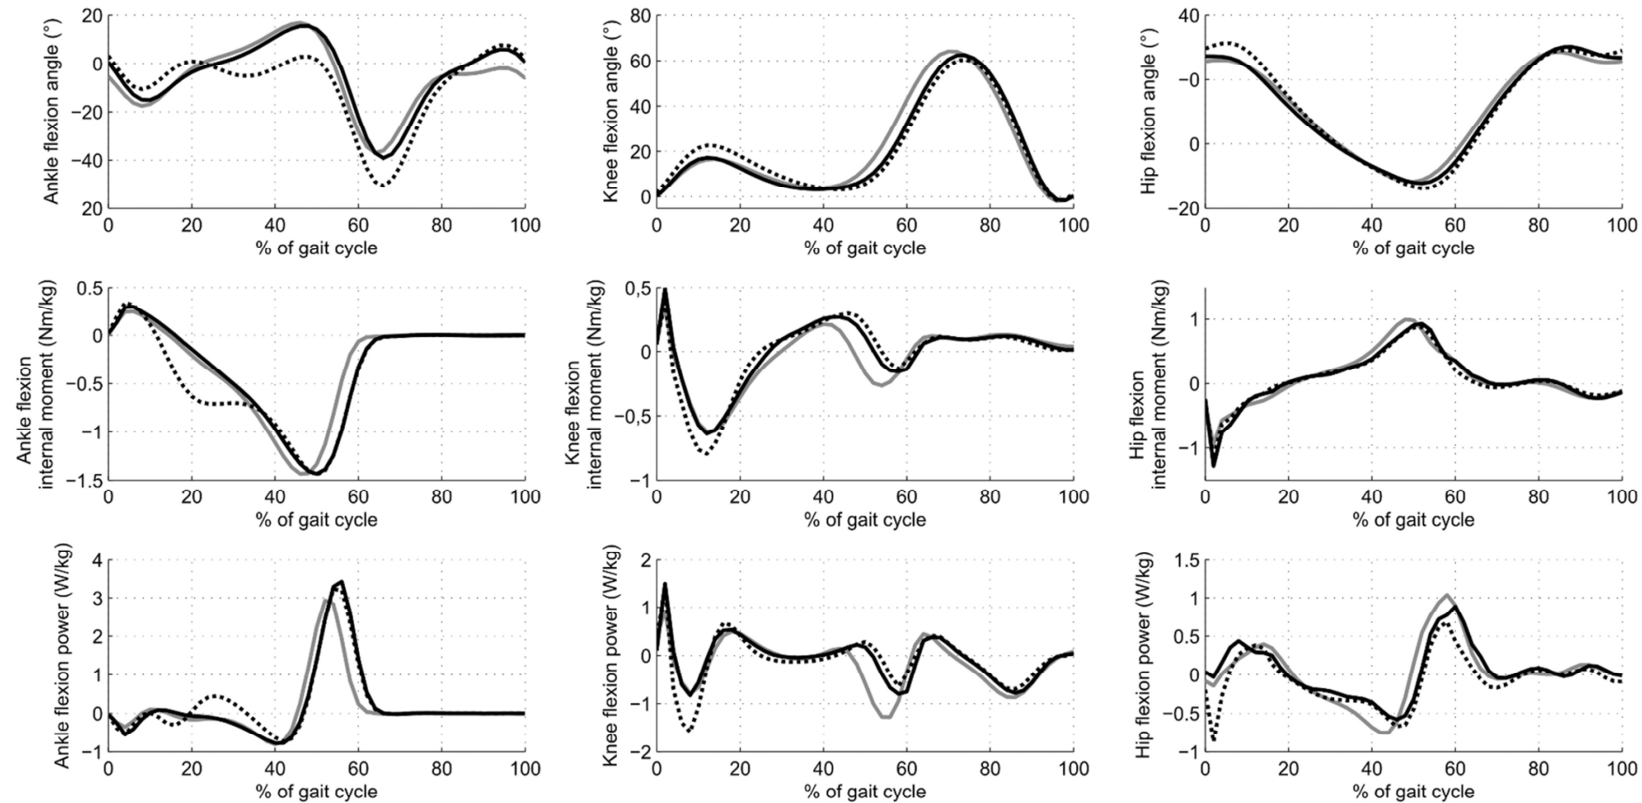 Ankle flexion angle (°)
20
0
−20
−40
20
0 20 40 60 80 100
% of gait cycle
Knee flexion angle (°)
80
60
40
20
0
0 20 40 60 80 100
% of gait cycle
Hip flexion angle (°)
40
−0
0
−20
0 20 40 60 80 100
% of gait cycle
Ankle flexion
internal moment (Nm/kg)
0.5
0
−0.5
−1
−1.5
0 20 40 60 80 100
% of gait cycle
Knee flexion
internal moment (Nm/kg)
0,5
0
−0,5
−1
0 20 40 60 80 100
% of gait cycle
Hip flexion
internal moment (Nm/kg)
1
0
−1
0 20 40 60 80 100
% of gait cycle
Ankle flexion power (W/kg)
4
3
2
1
0
−1
0 20 40 60 80 100
% of gait cycle
Knee flexion power (W/kg)
2
1
0
−1
−2
0 20 40 60 80 100
% of gait cycle
Hip flexion power (W/kg)
1.5
1
0.5
0
−0.5
−1
0 20 40 60 80 100
% of gait cycle